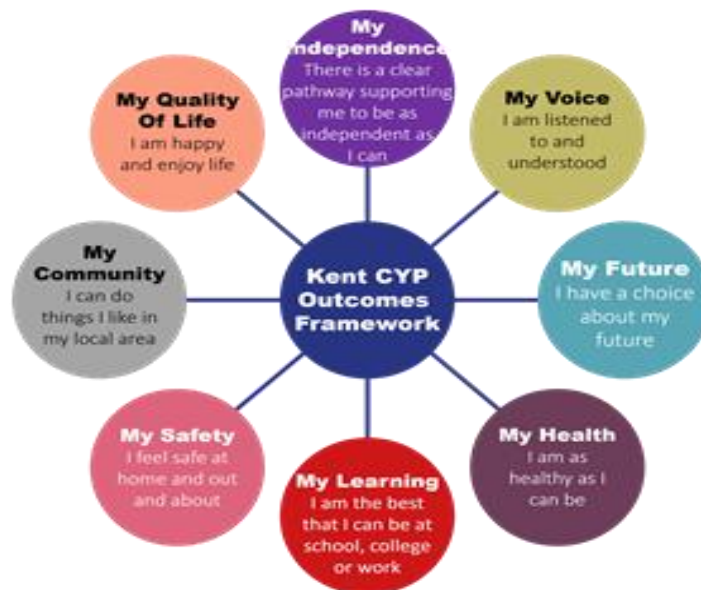 My
Independence
There is a clear
pathway supporting
me to be as
independent as
I can
My Voice
I am listened
to and
understood
My Future
I have a choice
about my
future
My Health
I am as
healthy as I
can be
My Learning
I am the best
that I can be at
school, college
or work
My Safety
I feel safe at
home and out
and about
My
Community
I can do
things I like in
my local area
My Quality
Of Life
I am happy
and enjoy life
Kent CYP
Outcomes
Framework